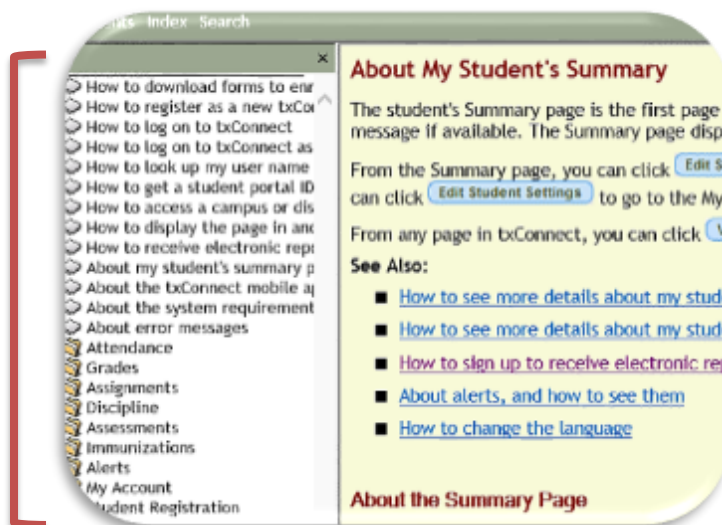 Index Search
How to download forms to enr
How to register as a new txCo
How to log on to txConnect
How to log on to txConnect as
How to look up my user name
How to get a student portal ID
How to access a campus or dis
How to display the page in ano
How to receive electronic repo
About my student's summary p
About the txConnect mobile a
About the system requirement
About error messages
Attendance
Grades
Assignments
Discipline
Assessments
Immunizations
Alerts
My Account
Student Registration
About My Student's Summary
The student's Summary page is the first page
message if available. The Summary page disp
From the Summary page, you can click Edit S
can click Edit Student Settings to go to the My
From any page in txConnect, you can click
See Also:
How to see more details about my stud
How to see more details about my stud
How to sign up to receive electronic rep
About alerts, and how to see them
How to change the language
About the Summary Page